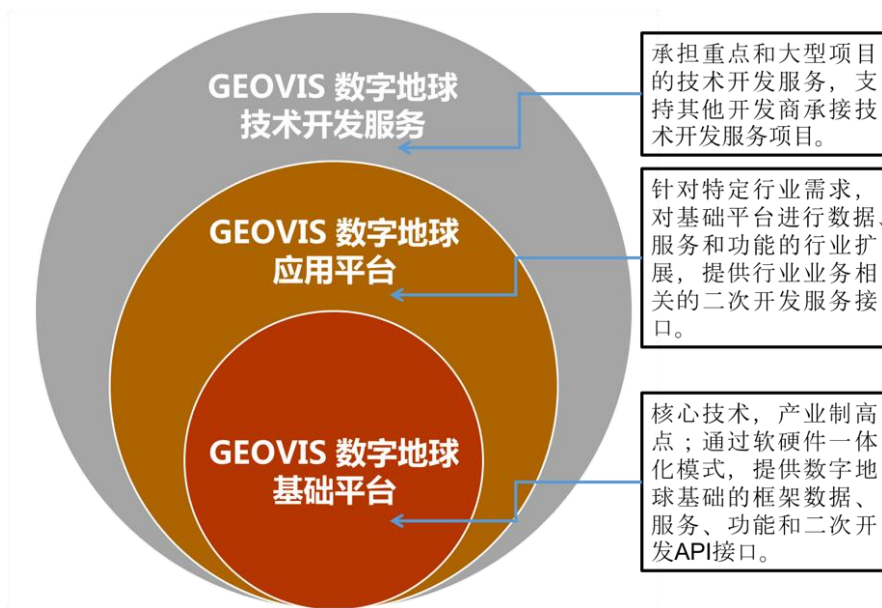 GEOVIS 数字地球
技术开发服务
承担重点和大型项目
的技术开发服务，支
持其他开发商承接技
术开发服务项目。
GEOVIS 数字地球
应用平台
针对特定行业需求，
对基础平台进行数据、
服务和功能的行业扩
展，提供行业业务相
关的二次开发服务接
口。
GEOVIS 数字地球
基础平台
核心技术，产业制高
点；通过软硬件一体
化模式，提供数字地
球基础的框架数据、
服务、功能和二次开
发API接口。